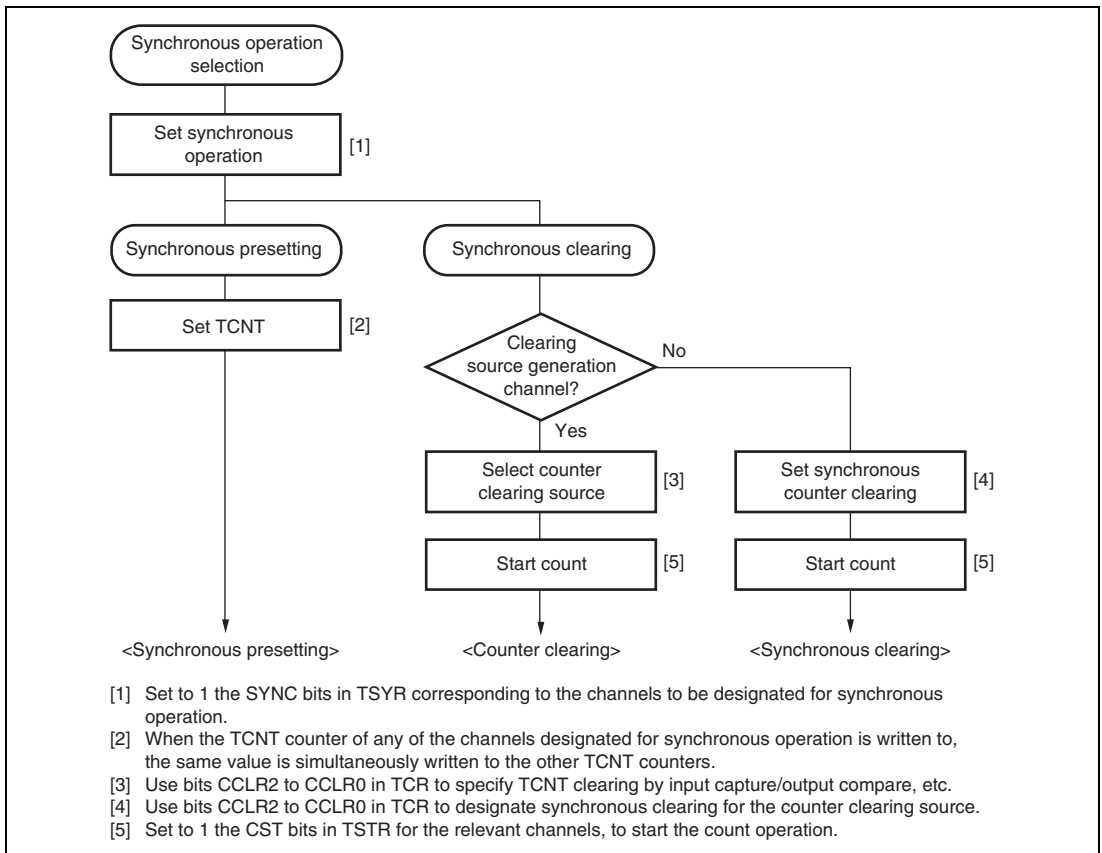 Synchronous operation
selection
Set synchronous
operation
[1]
Synchronous presetting
Synchronous clearing
Set TCNT
[2]
Clearing
source generation
channel?
No
Yes
Select counter
clearing source
[3]
Set synchronous
counter clearing
[4]
Start count
[5]
Start count
[5]
<Synchronous presetting>
<Counter clearing>
<Synchronous clearing>
[1] Set to 1 the SYNC bits in TSYR corresponding to the channels to be designated for synchronous
operation.
[2] When the TCNT counter of any of the channels designated for synchronous operation is written to,
the same value is simultaneously written to the other TCNT counters.
[3] Use bits CCLR2 to CCLR0 in TCR to specify TCNT clearing by input capture/output compare, etc.
[4] Use bits CCLR2 to CCLR0 in TCR to designate synchronous clearing for the counter clearing source.
[5] Set to 1 the CST bits in TSTR for the relevant channels, to start the count operation.